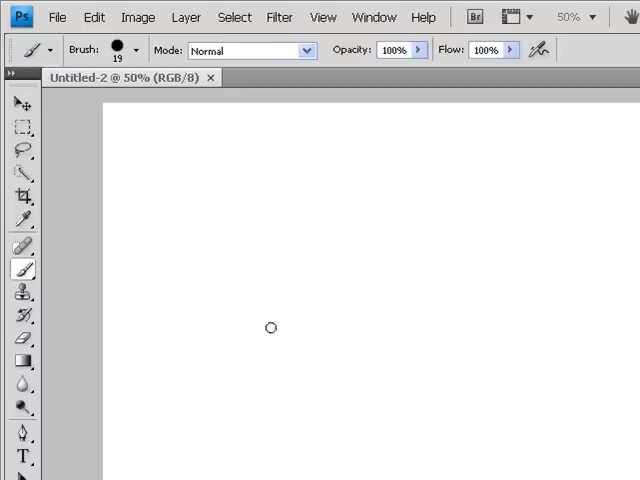 Ps File Edit Image Layer Select Filter View Window Help Br 50%
Brush: 19 Mode: Normal Opacity: 100% Flow: 100%
Untitled-2 @ 50% (RGB/8) ×
T